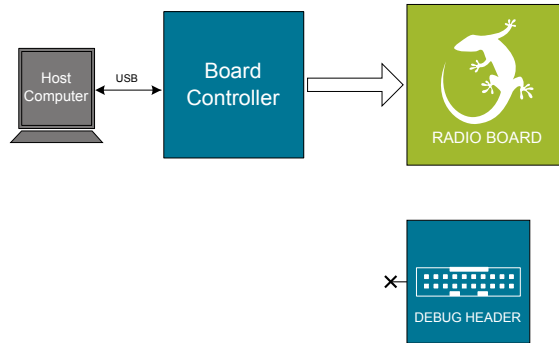 Host
Computer
USB
Board
Controller
RADIO BOARD
DEBUG HEADER